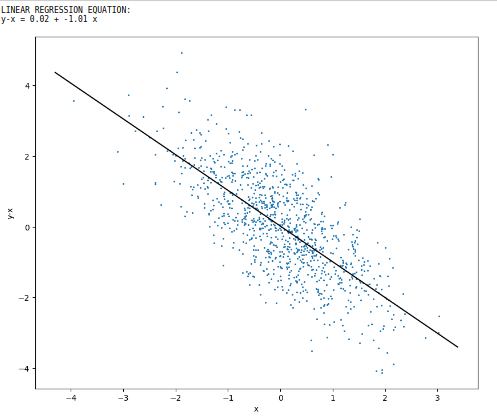 LINEAR REGRESSION EQUATION:
y-x = 0.02 + -1.01 x
4
2
0
−2
−4
y-x
−4 −3 −2 −1 0 1 2 3
x